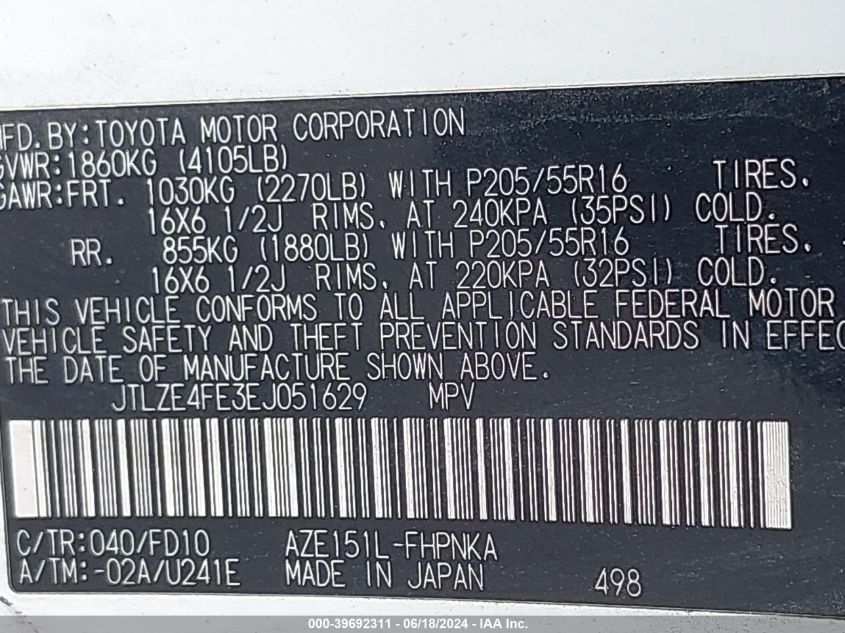 MFD. BY: TOYOTA MOTOR CORPORATION
GVWR: 1860KG (4105LB)
GAWR: FRT. 1030KG (2270LB) WITH P205/55R16 TIRES.
16X6 1/2J RIMS, AT 240KPA (35PSI) COLD.
RR. 855KG (1880LB) WITH P205/55R16 TIRES.
16X6 1/2J RIMS, AT 220KPA (32PSI) COLD.
THIS VEHICLE CONFORMS TO ALL APPLICABLE FEDERAL MOTOR
VEHICLE SAFETY AND THEFT PREVENTION STANDARDS IN EFFEC
THE DATE OF MANUFACTURE SHOWN ABOVE.
JTLZE4FE3EJ051629 MPV
C/TR: 040/FD10 AZE151L-FHPNKA
A/TM: -02A/U241E MADE IN JAPAN 498
000-39692311 - 06/18/2024 - IAA Inc.